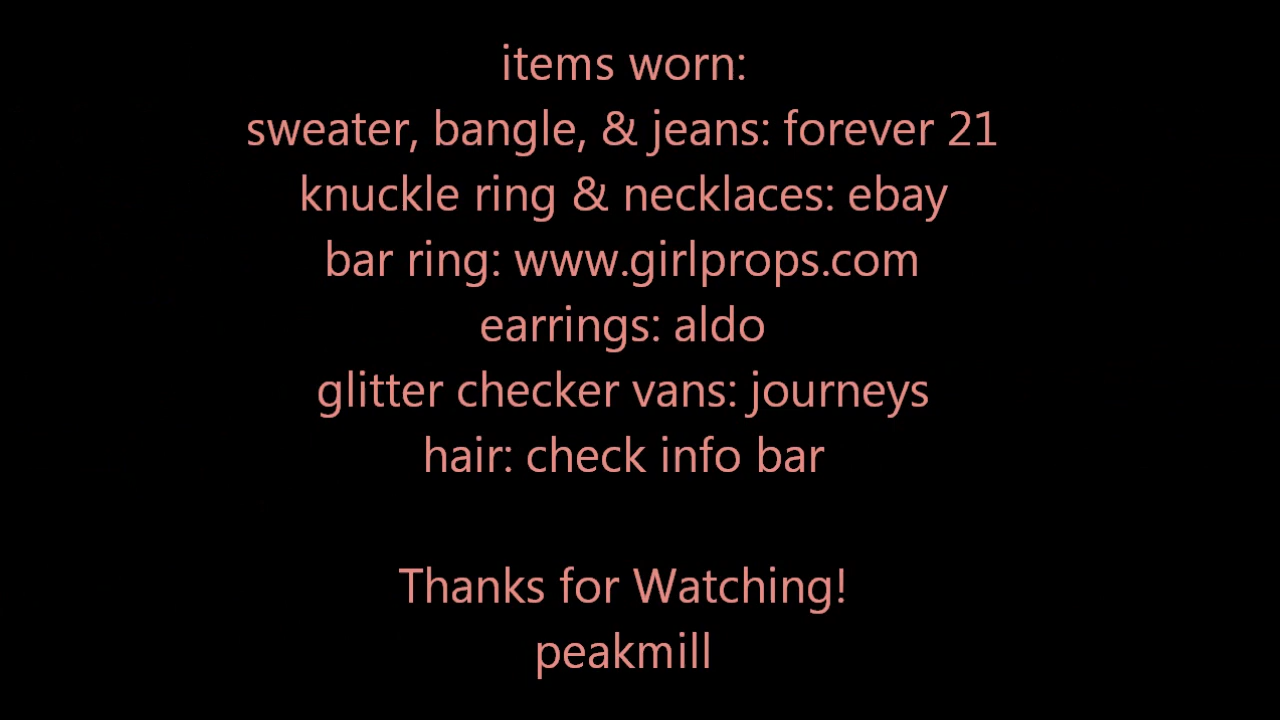 items worn:
sweater, bangle, & jeans: forever 21
knuckle ring & necklaces: ebay
bar ring: www.girlprops.com
earrings: aldo
glitter checker vans: journeys
hair: check info bar
Thanks for Watching!
peakmill